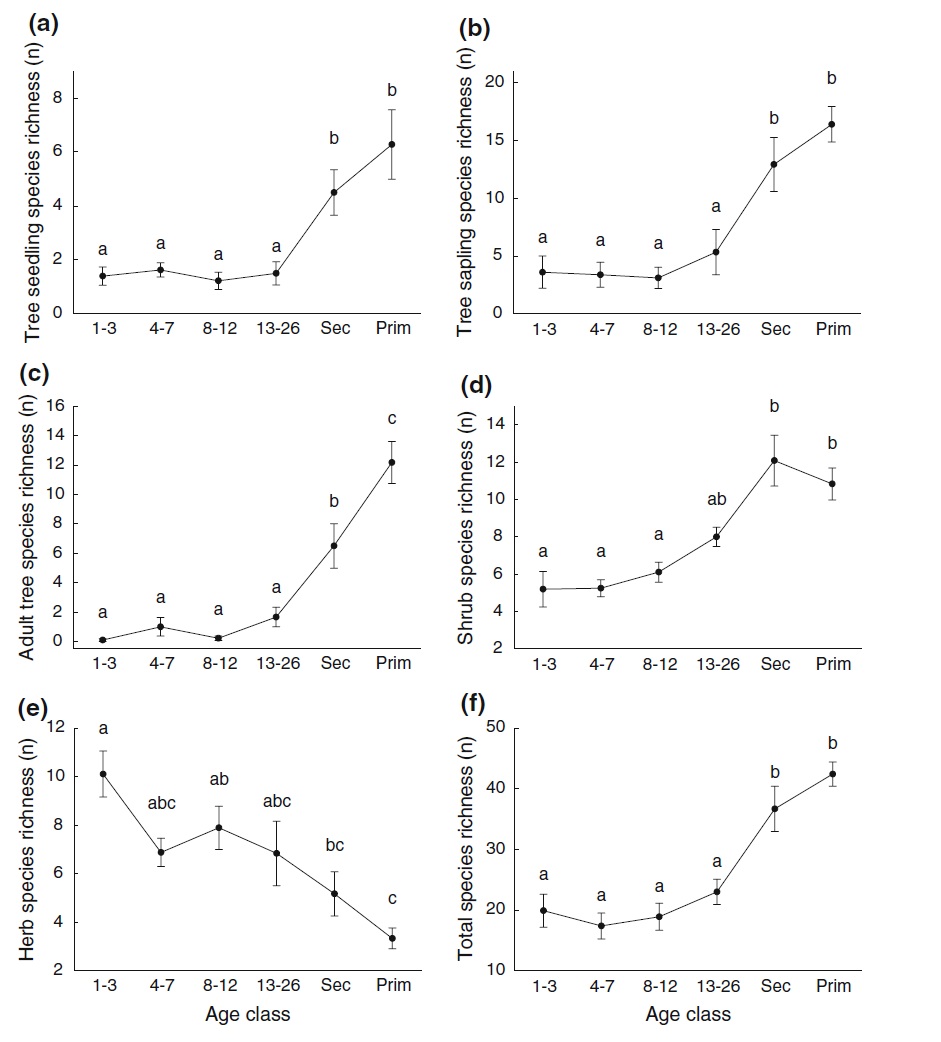 (a)
Tree seedling species richness (n)
8
6
4
2
0
a
a
a
a
b
b
1-3 4-7 8-12 13-26 Sec Prim
(b)
Tree sapling species richness (n)
20
15
10
5
0
a
a
a
a
b
b
1-3 4-7 8-12 13-26 Sec Prim
(c)
Adult tree species richness (n)
16
14
12
10
8
6
4
2
0
a
a
a
a
b
c
1-3 4-7 8-12 13-26 Sec Prim
(d)
Shrub species richness (n)
14
12
10
8
6
4
2
a
a
a
ab
b
b
1-3 4-7 8-12 13-26 Sec Prim
(e)
Herb species richness (n)
12
10
8
6
4
2
a
abc
ab
abc
bc
c
1-3 4-7 8-12 13-26 Sec Prim
Age class
(f)
Total species richness (n)
50
40
30
20
10
a
a
a
a
b
b
1-3 4-7 8-12 13-26 Sec Prim
Age class